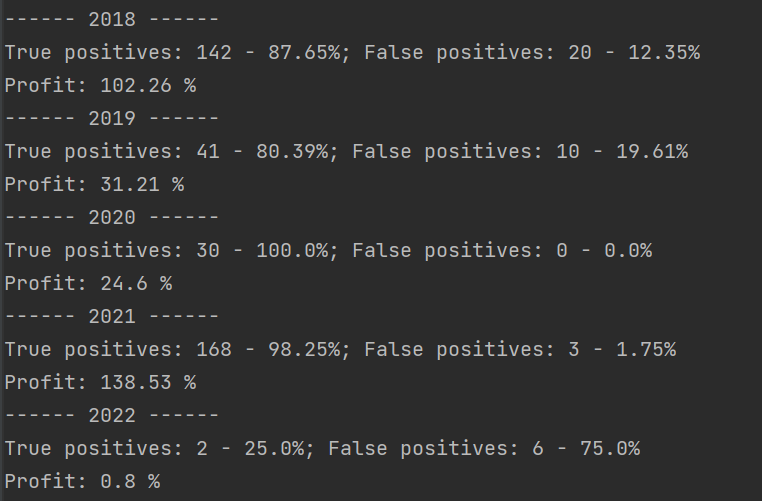 ------ 2018 ------
True positives: 142 - 87.65%; False positives: 20 - 12.35%
Profit: 102.26 %
------ 2019 ------
True positives: 41 - 80.39%; False positives: 10 - 19.61%
Profit: 31.21 %
------ 2020 ------
True positives: 30 - 100.0%; False positives: 0 - 0.0%
Profit: 24.6 %
------ 2021 ------
True positives: 168 - 98.25%; False positives: 3 - 1.75%
Profit: 138.53 %
------ 2022 ------
True positives: 2 - 25.0%; False positives: 6 - 75.0%
Profit: 0.8 %